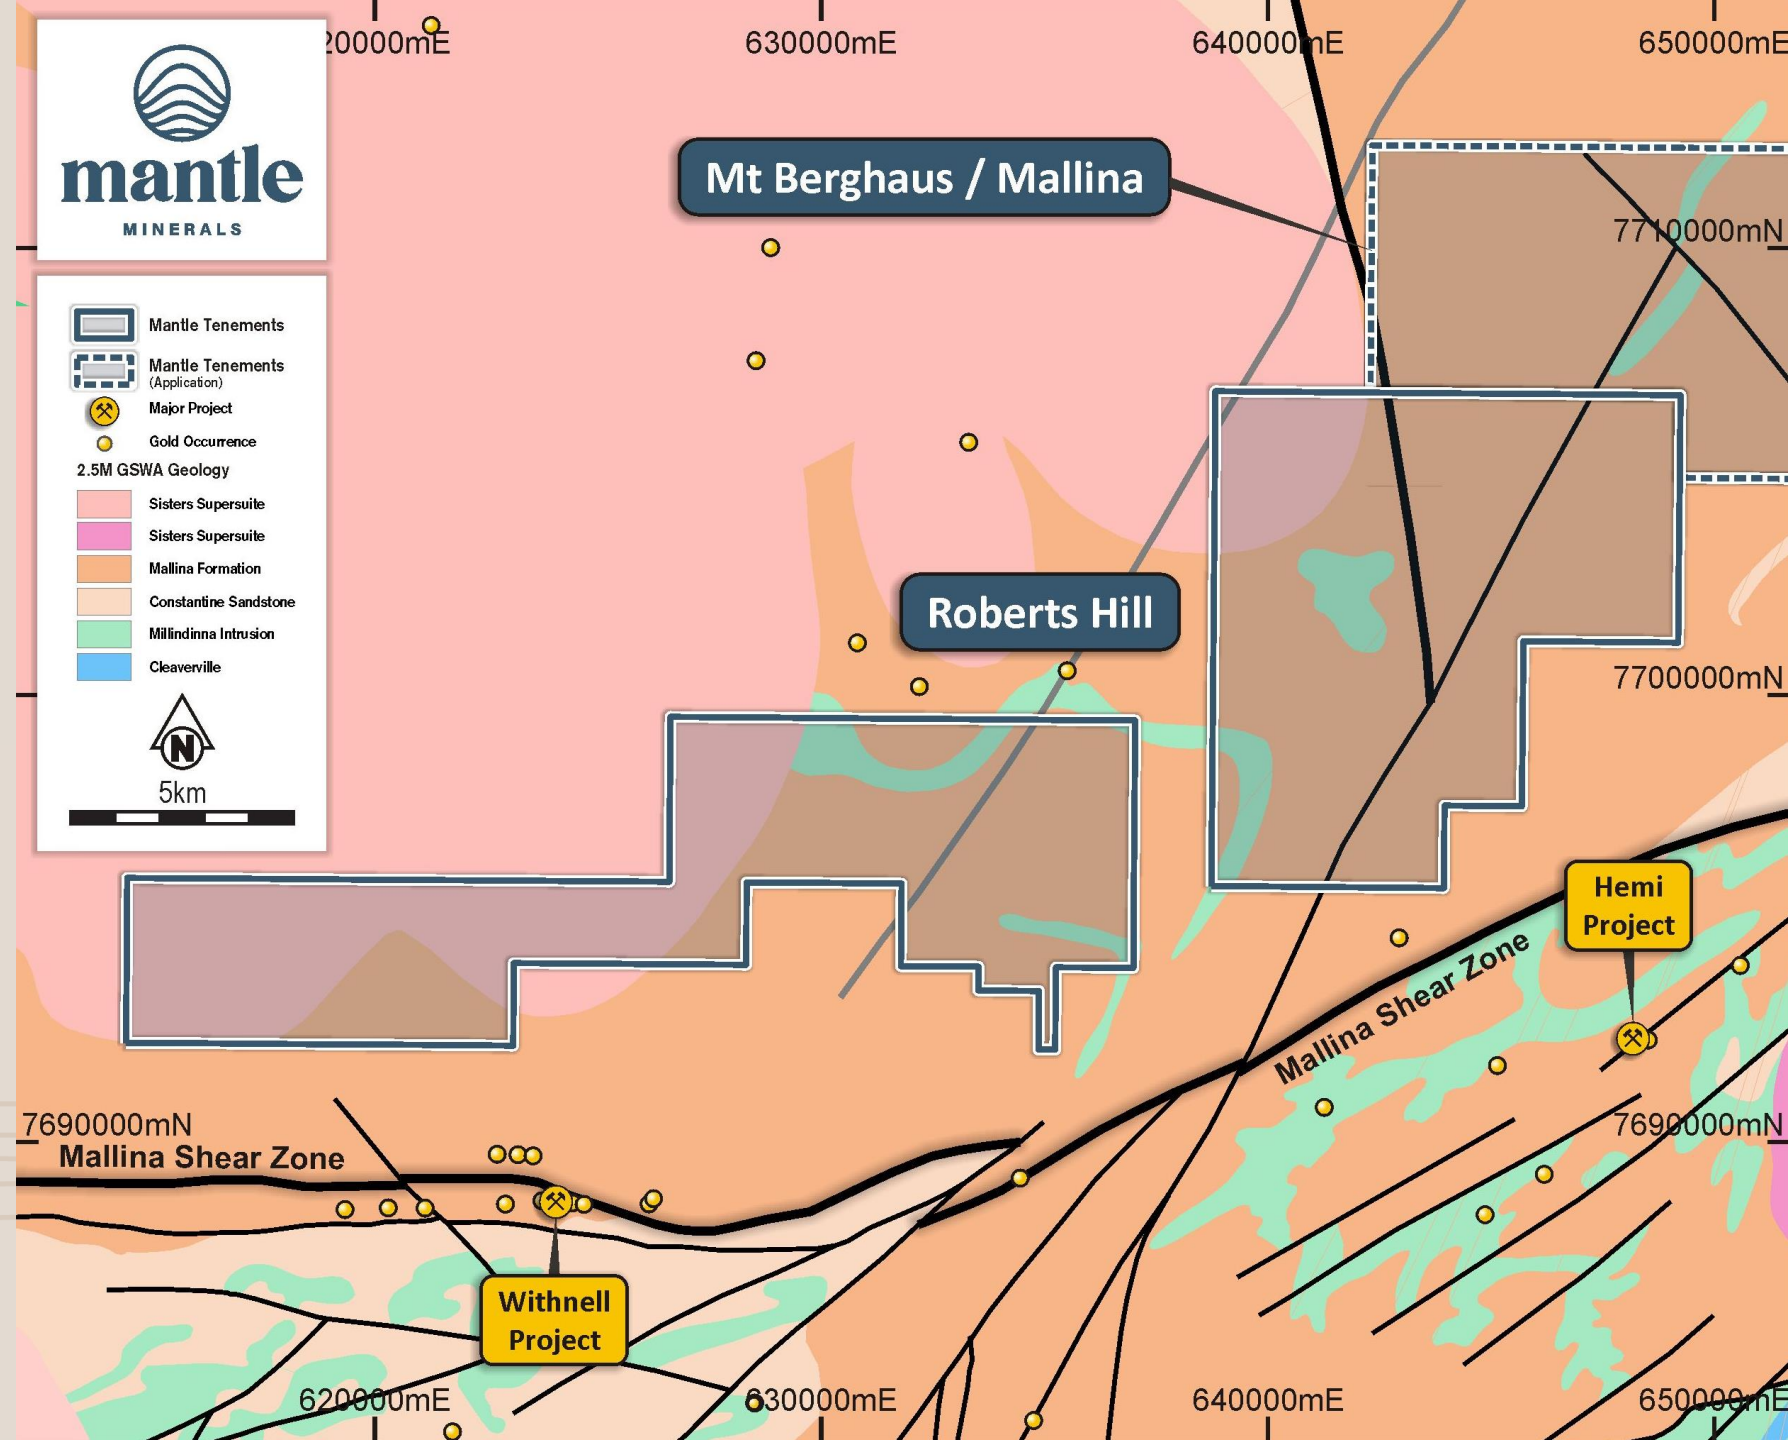 20000mE
630000mE
640000mE
650000mE
mantle
MINERALS
Mt Berghaus / Mallina
7710000mN
Mantle Tenements
Mantle Tenements
(Application)
Major Project
Gold Occurrence
2.5M GSWA Geology
Sisters Supersuite
Sisters Supersuite
Mallina Formation
Constantine Sandstone
Millindinna Intrusion
Cleaverville
N
5km
Roberts Hill
7700000mN
Hemi
Project
Mallina Shear Zone
7690000mN
7690000mN
Mallina Shear Zone
Withnell
Project
620000mE
630000mE
640000mE
650000mE